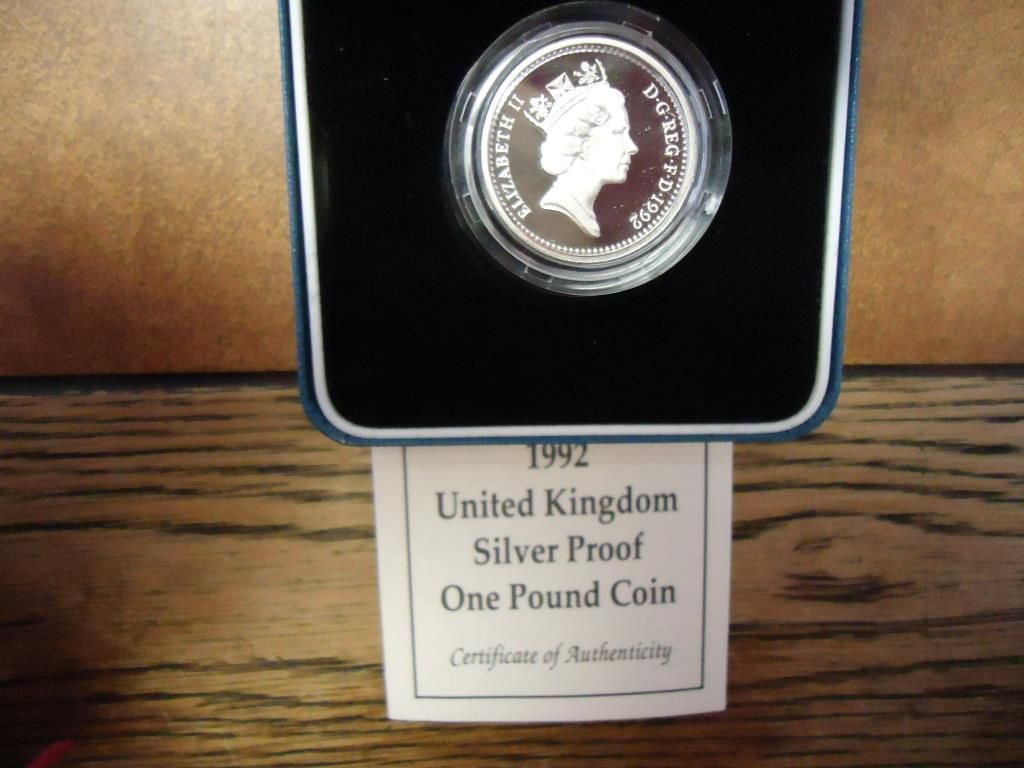 ELIZABETH II
D·G·REG·F·D·1992
1992
United Kingdom
Silver Proof
One Pound Coin
Certificate of Authenticity